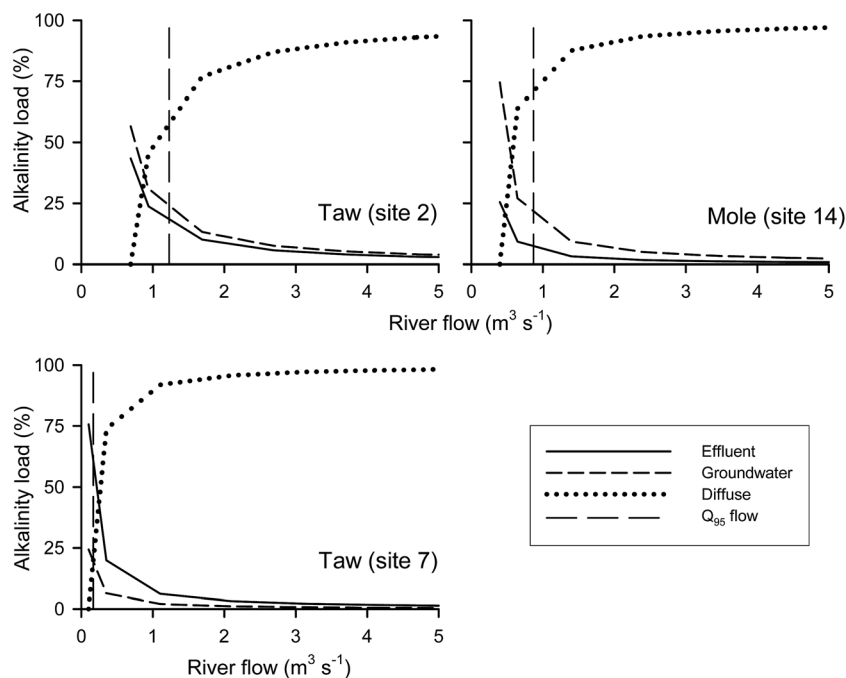 100
75
50
25
0
Alkalinity load (%)
Taw (site 2)
0 1 2 3 4 5
Mole (site 14)
0 1 2 3 4 5
River flow (m³ s⁻¹)
100
75
50
25
0
Alkalinity load (%)
Taw (site 7)
0 1 2 3 4 5
River flow (m³ s⁻¹)
Effluent
Groundwater
Diffuse
Q₉₅ flow